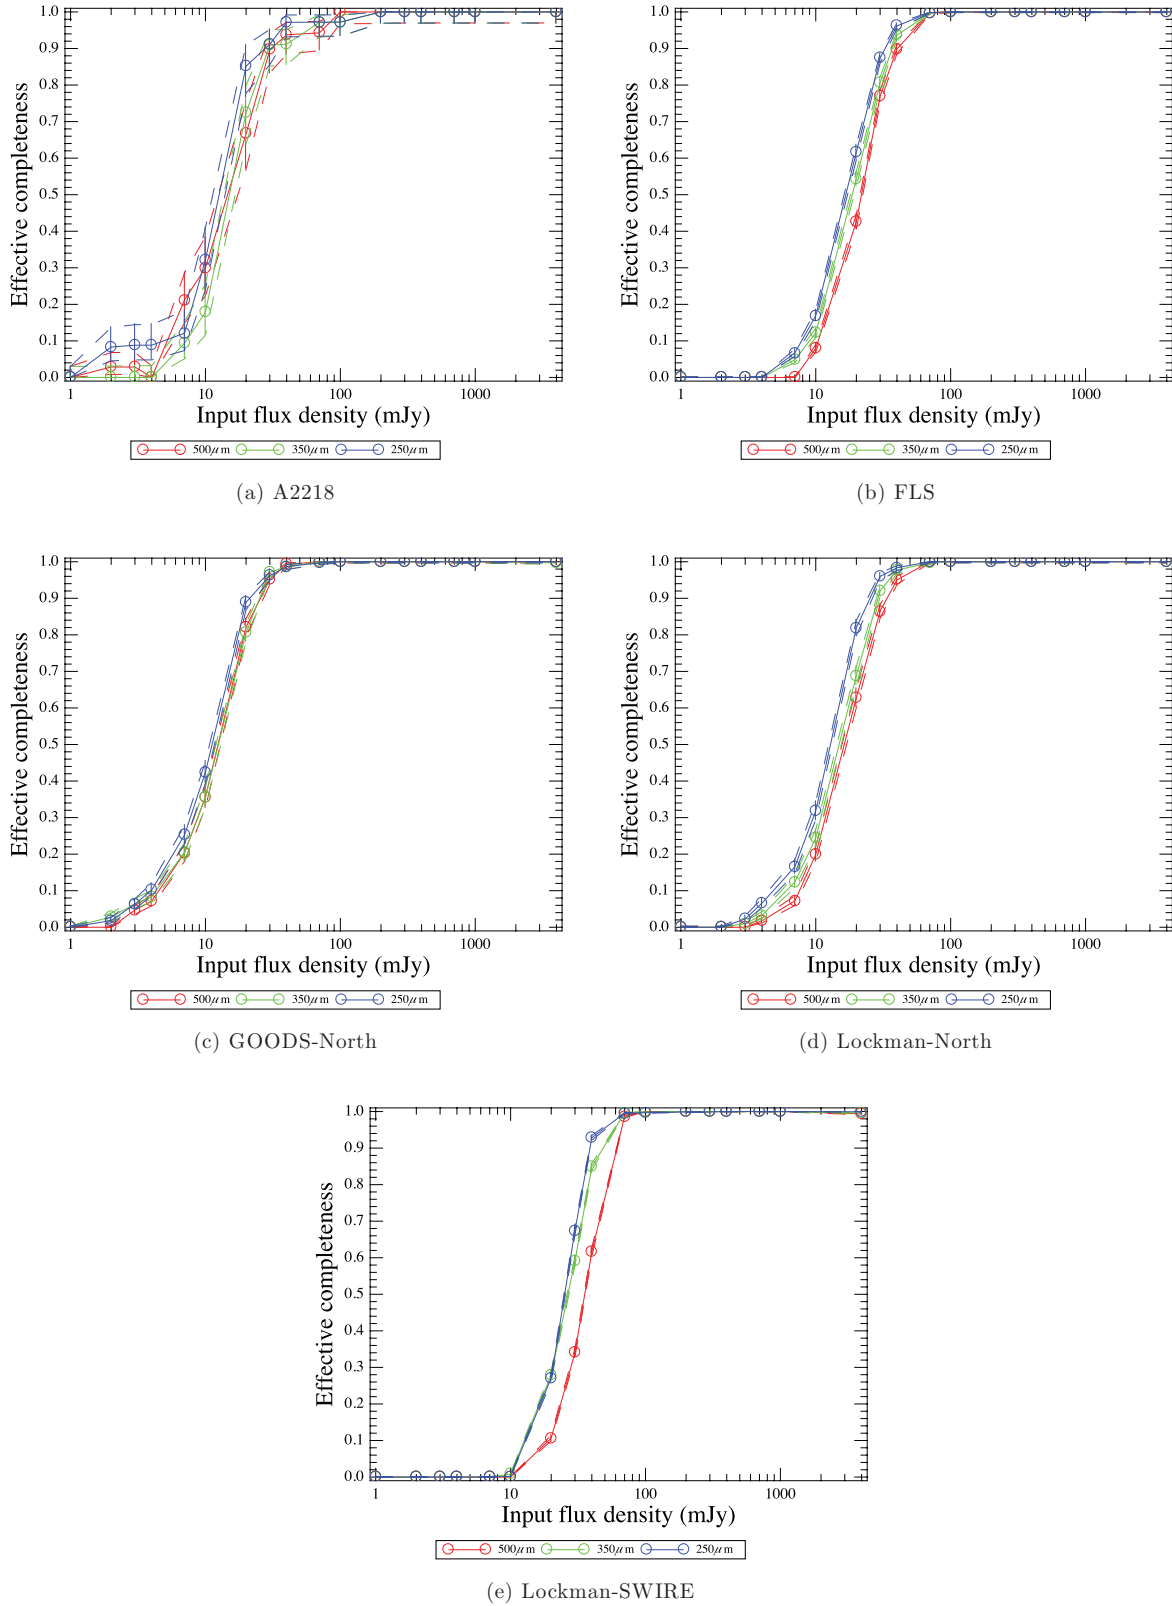 1.0
0.9
0.8
0.7
0.6
0.5
0.4
0.3
0.2
0.1
0.0
Effective completeness
1 10 100 1000
Input flux density (mJy)
500μm 350μm 250μm
(a) A2218
1.0
0.9
0.8
0.7
0.6
0.5
0.4
0.3
0.2
0.1
0.0
Effective completeness
1 10 100 1000
Input flux density (mJy)
500μm 350μm 250μm
(b) FLS
1.0
0.9
0.8
0.7
0.6
0.5
0.4
0.3
0.2
0.1
0.0
Effective completeness
1 10 100 1000
Input flux density (mJy)
500μm 350μm 250μm
(c) GOODS-North
1.0
0.9
0.8
0.7
0.6
0.5
0.4
0.3
0.2
0.1
0.0
Effective completeness
1 10 100 1000
Input flux density (mJy)
500μm 350μm 250μm
(d) Lockman-North
1.0
0.9
0.8
0.7
0.6
0.5
0.4
0.3
0.2
0.1
0.0
Effective completeness
1 10 100 1000
Input flux density (mJy)
500μm 350μm 250μm
(e) Lockman-SWIRE